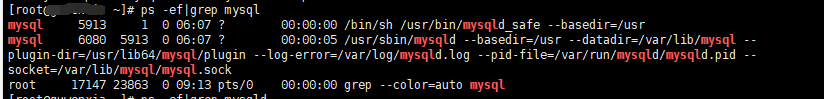 [root@ ~]# ps -ef|grep mysql
mysql 5913 1 0 06:07 ? 00:00:00 /bin/sh /usr/bin/mysqld_safe --basedir=/usr
mysql 6080 5913 0 06:07 ? 00:00:05 /usr/sbin/mysqld --basedir=/usr --datadir=/var/lib/mysql --
plugin-dir=/usr/lib64/mysql/plugin --log-error=/var/log/mysqld.log --pid-file=/var/run/mysqld/mysqld.pid --
socket=/var/lib/mysql/mysql.sock
root 17147 23863 0 09:13 pts/0 00:00:00 grep --color=auto mysql